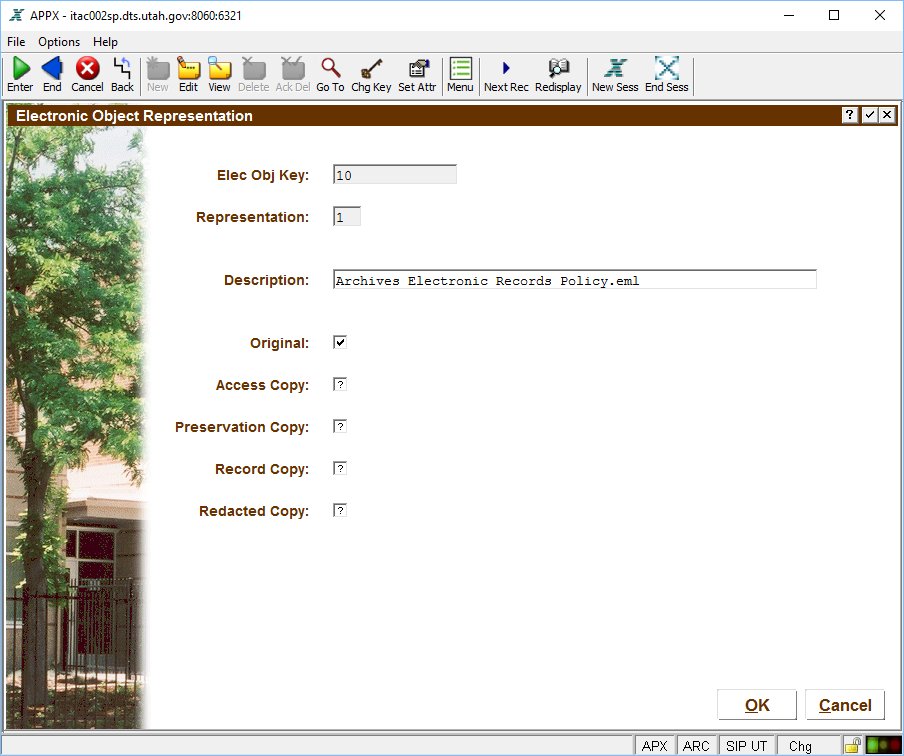 APPX - itac002sp.dts.utah.gov:8060:6321
File Options Help
Enter End Cancel Back New Edit View Delete Ack Del Go To Chg Key Set Attr Menu Next Rec Redisplay New Sess End Sess
Electronic Object Representation ?
Elec Obj Key: 10
Representation: 1
Description: Archives Electronic Records Policy.eml
Original:
Access Copy: ?
Preservation Copy: ?
Record Copy: ?
Redacted Copy: ?
OK Cancel
APX ARC SIP UT Chg